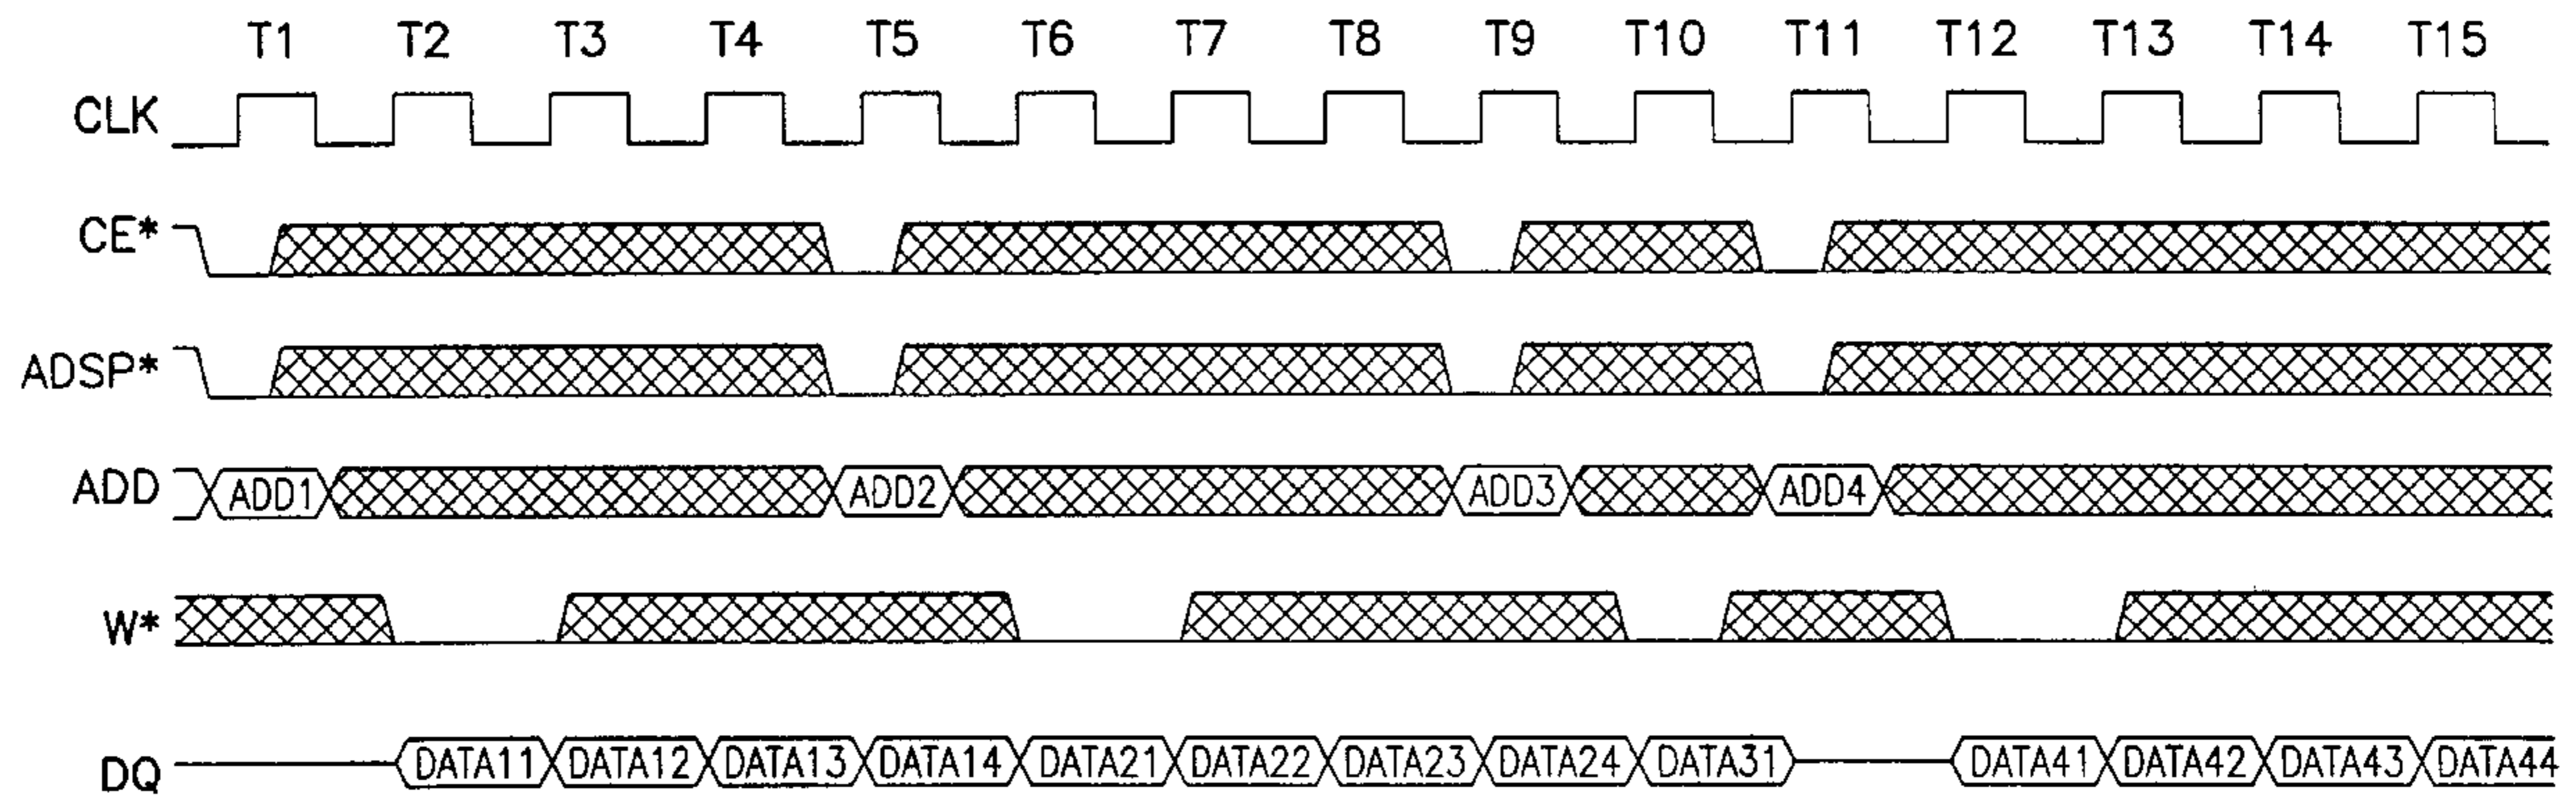 T1 T2 T3 T4 T5 T6 T7 T8 T9 T10 T11 T12 T13 T14 T15
CLK
CE*
ADSP*
ADD ADD1 ADD2 ADD3 ADD4
W*
DQ DATA11 DATA12 DATA13 DATA14 DATA21 DATA22 DATA23 DATA24 DATA31 DATA41 DATA42 DATA43 DATA44